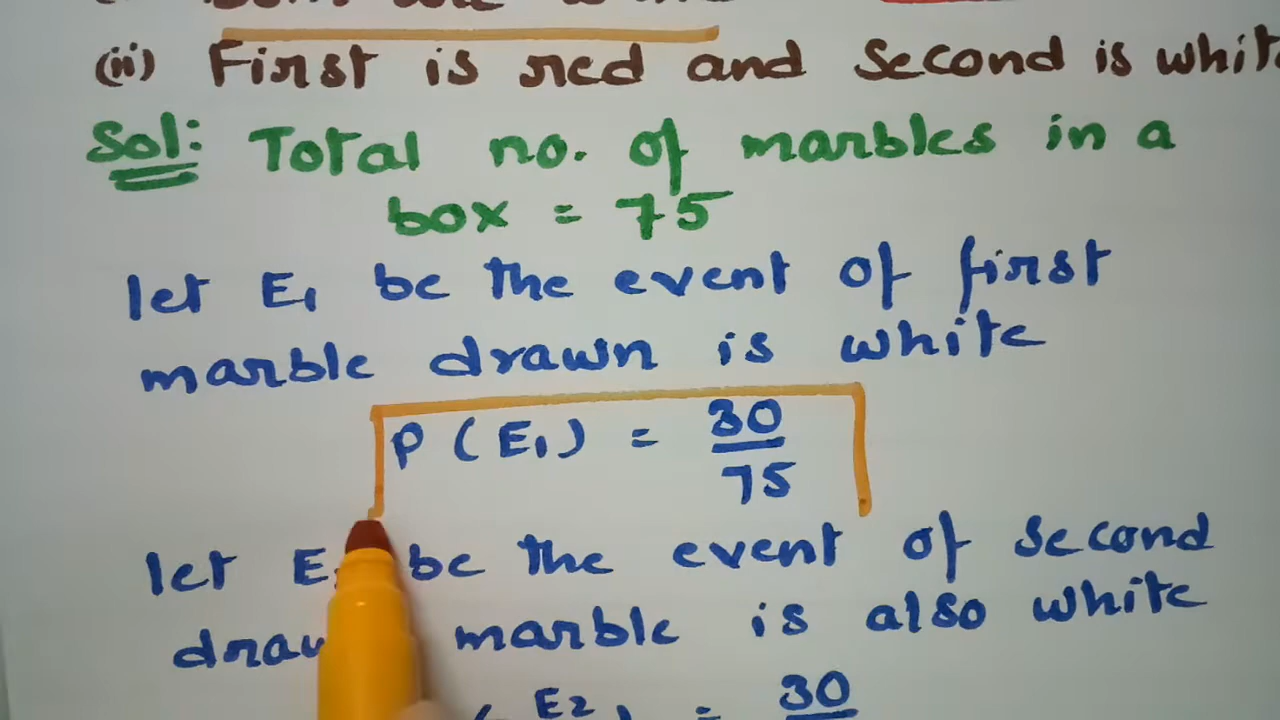 (ii) First is red and second is whit
Sol: Total no. of marbles in a
box = 75
let E1 be the event of first
marble drawn is white
P (E1) = 30
75
let E be the event of second
marble is also white
E2
= 30